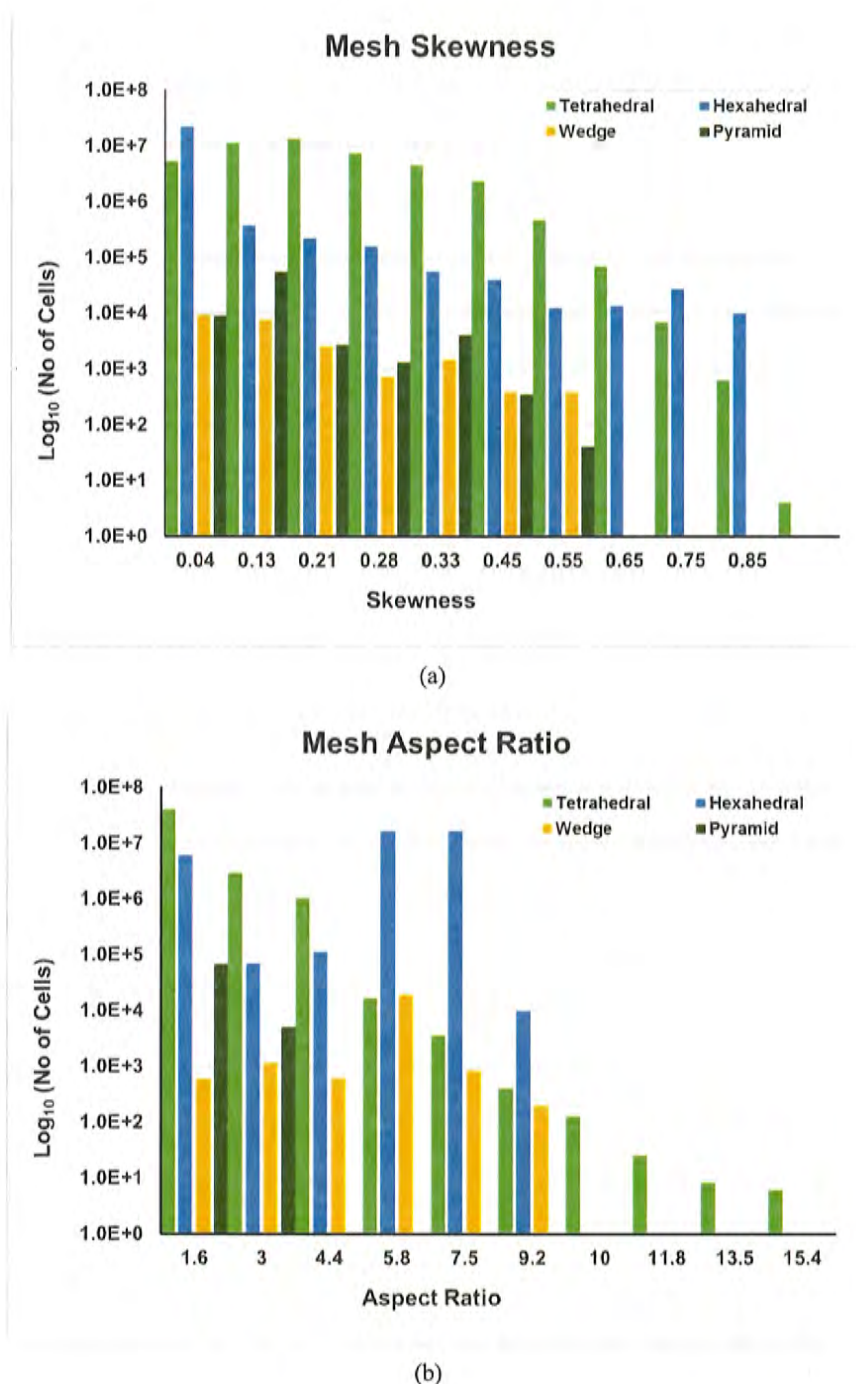 Mesh Skewness
Tetrahedral Hexahedral
Wedge Pyramid
1.0E+8
1.0E+7
1.0E+6
1.0E+5
1.0E+4
1.0E+3
1.0E+2
1.0E+1
1.0E+0
Log10 (No of Cells)
0.04 0.13 0.21 0.28 0.33 0.45 0.55 0.65 0.75 0.85
Skewness
(a)
Mesh Aspect Ratio
Tetrahedral Hexahedral
Wedge Pyramid
1.0E+8
1.0E+7
1.0E+6
1.0E+5
1.0E+4
1.0E+3
1.0E+2
1.0E+1
1.0E+0
Log10 (No of Cells)
1.6 3 4.4 5.8 7.5 9.2 10 11.8 13.5 15.4
Aspect Ratio
(b)